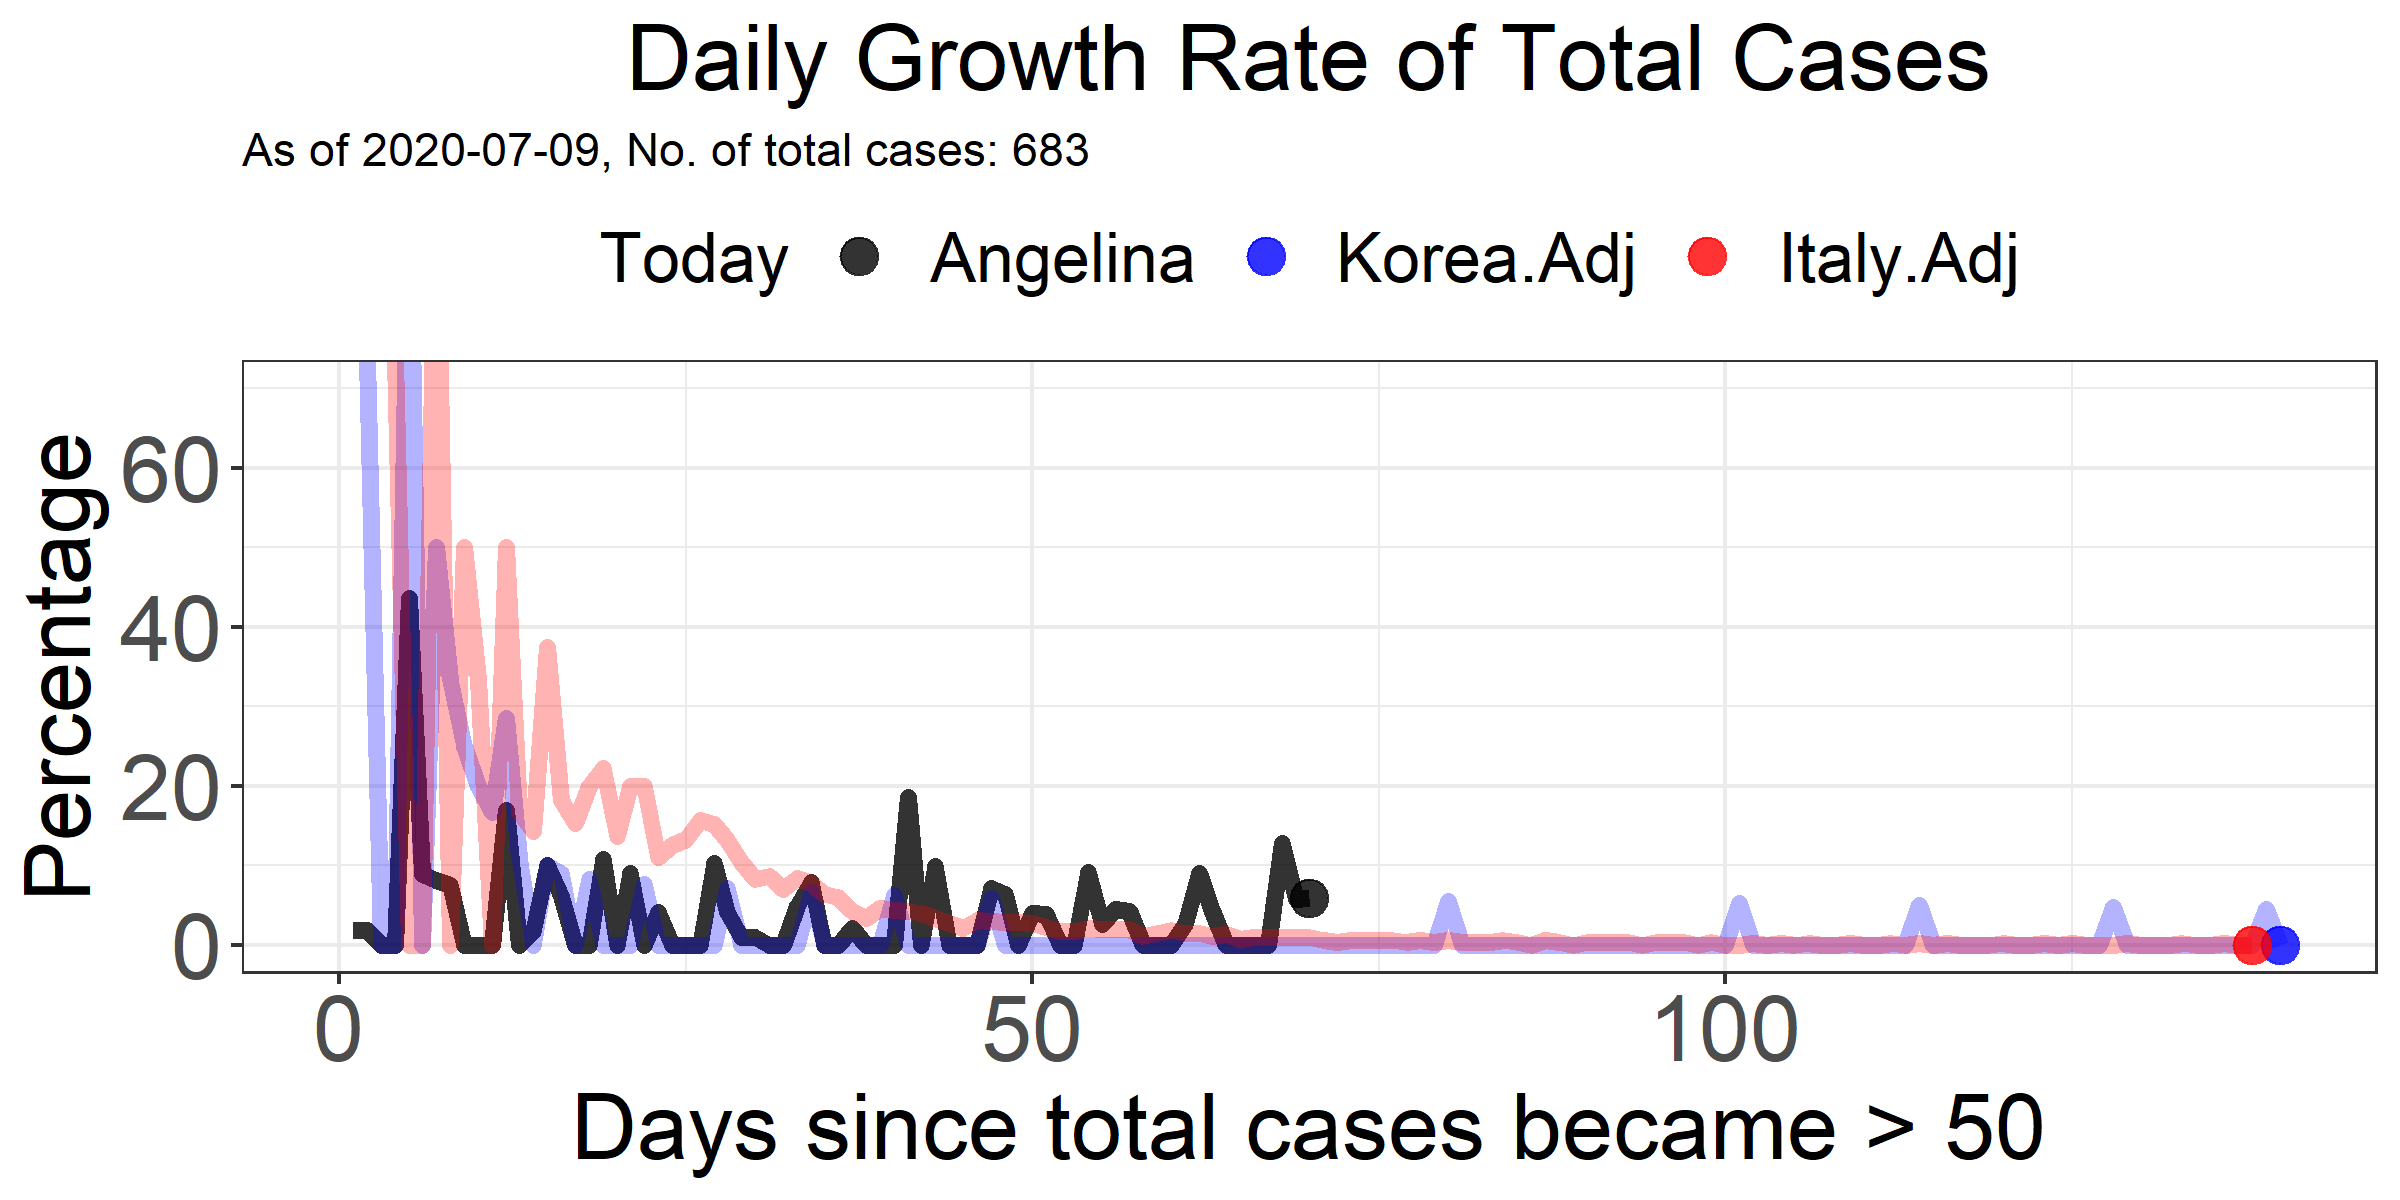 Daily Growth Rate of Total Cases
As of 2020-07-09, No. of total cases: 683
Today Angelina Korea.Adj Italy.Adj
Percentage
60
40
20
0
0 50 100
Days since total cases became > 50